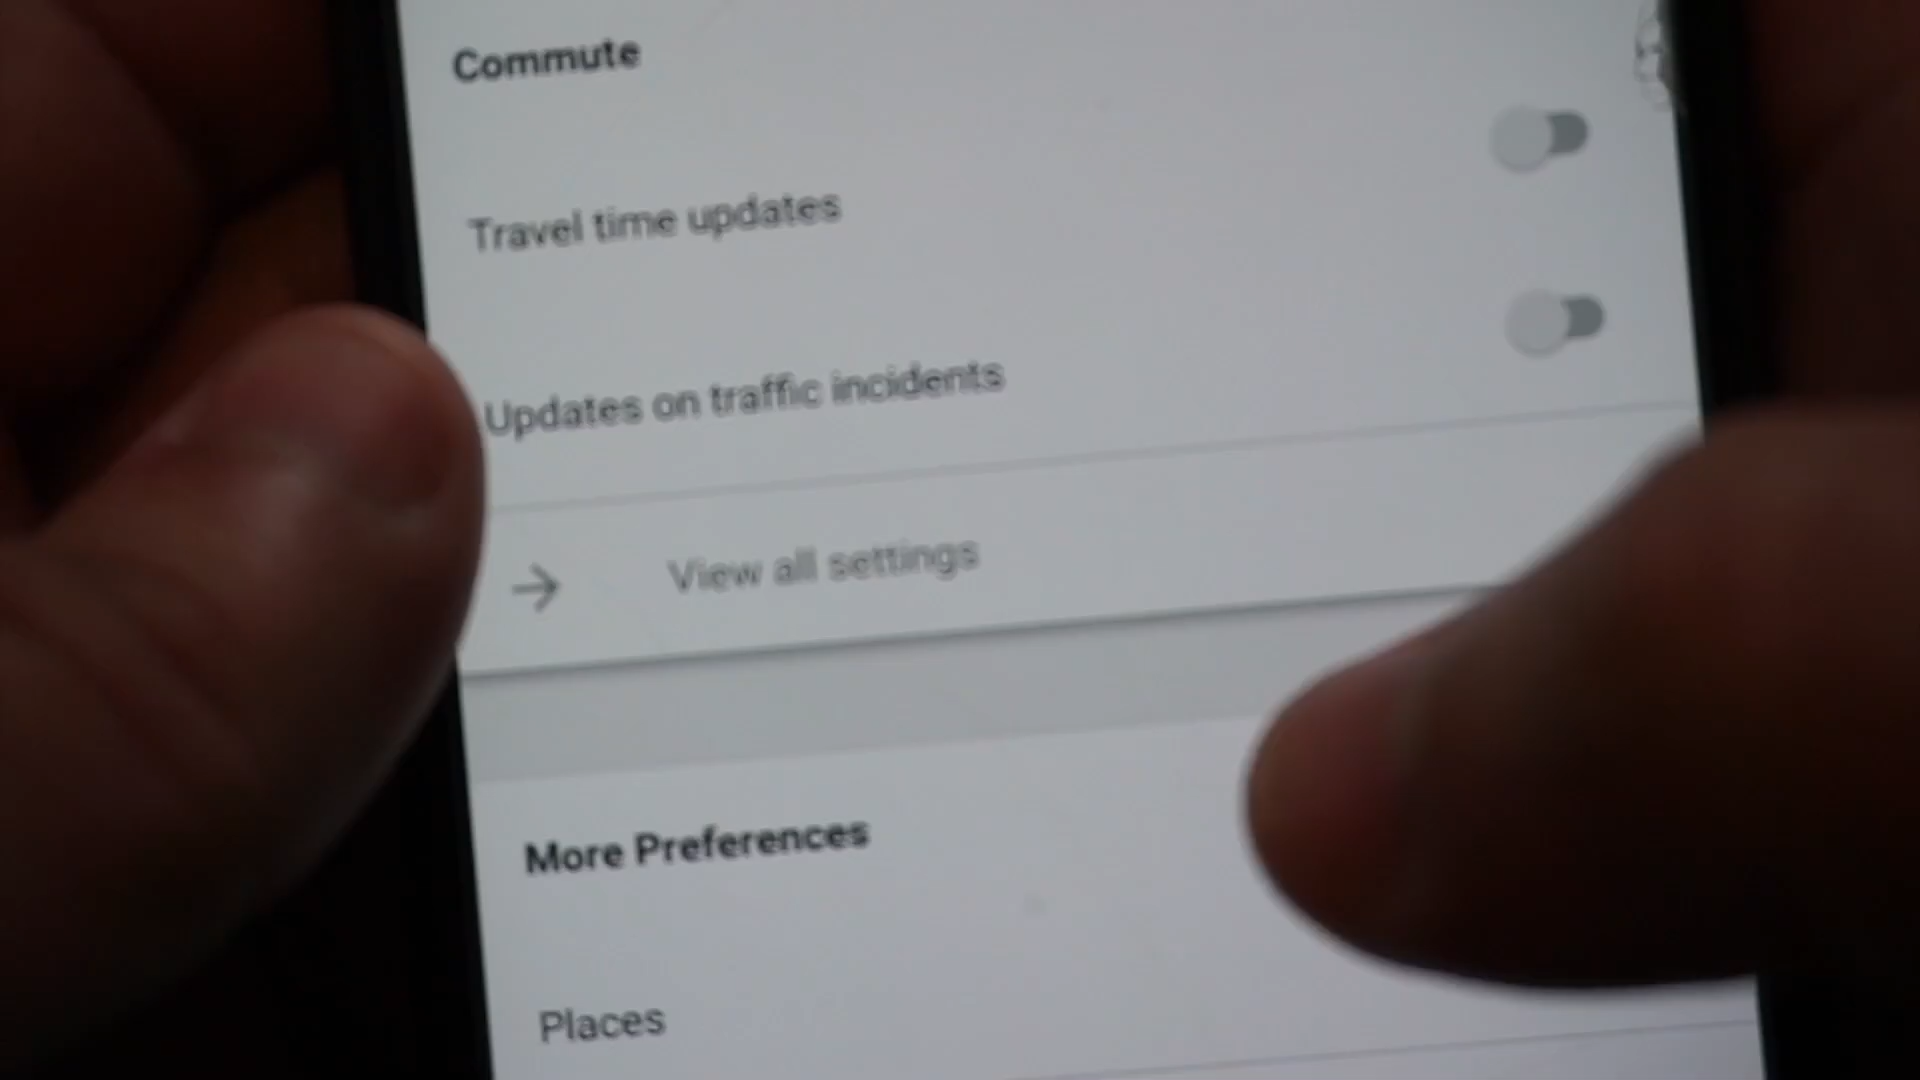 Commute
Travel time updates
Updates on traffic incidents
View all settings
More Preferences
Places